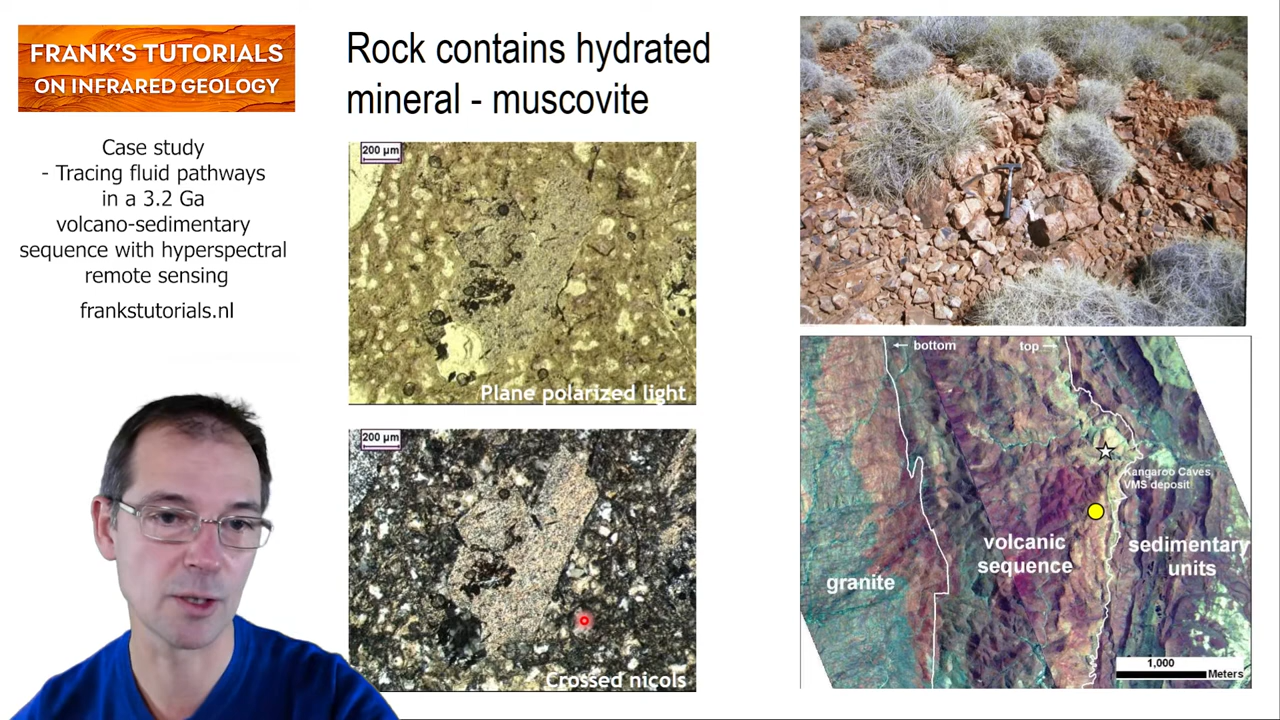 FRANK'S TUTORIALS
ON INFRARED GEOLOGY
Case study
- Tracing fluid pathways
in a 3.2 Ga
volcano-sedimentary
sequence with hyperspectral
remote sensing
frankstutorials.nl
Rock contains hydrated
mineral - muscovite
200 µm
Plane polarized light
200 µm
Crossed nicols
bottom
top
Kangaroo Caves
VMS deposit
volcanic
sequence
sedimentary
units
granite
1,000
Meters